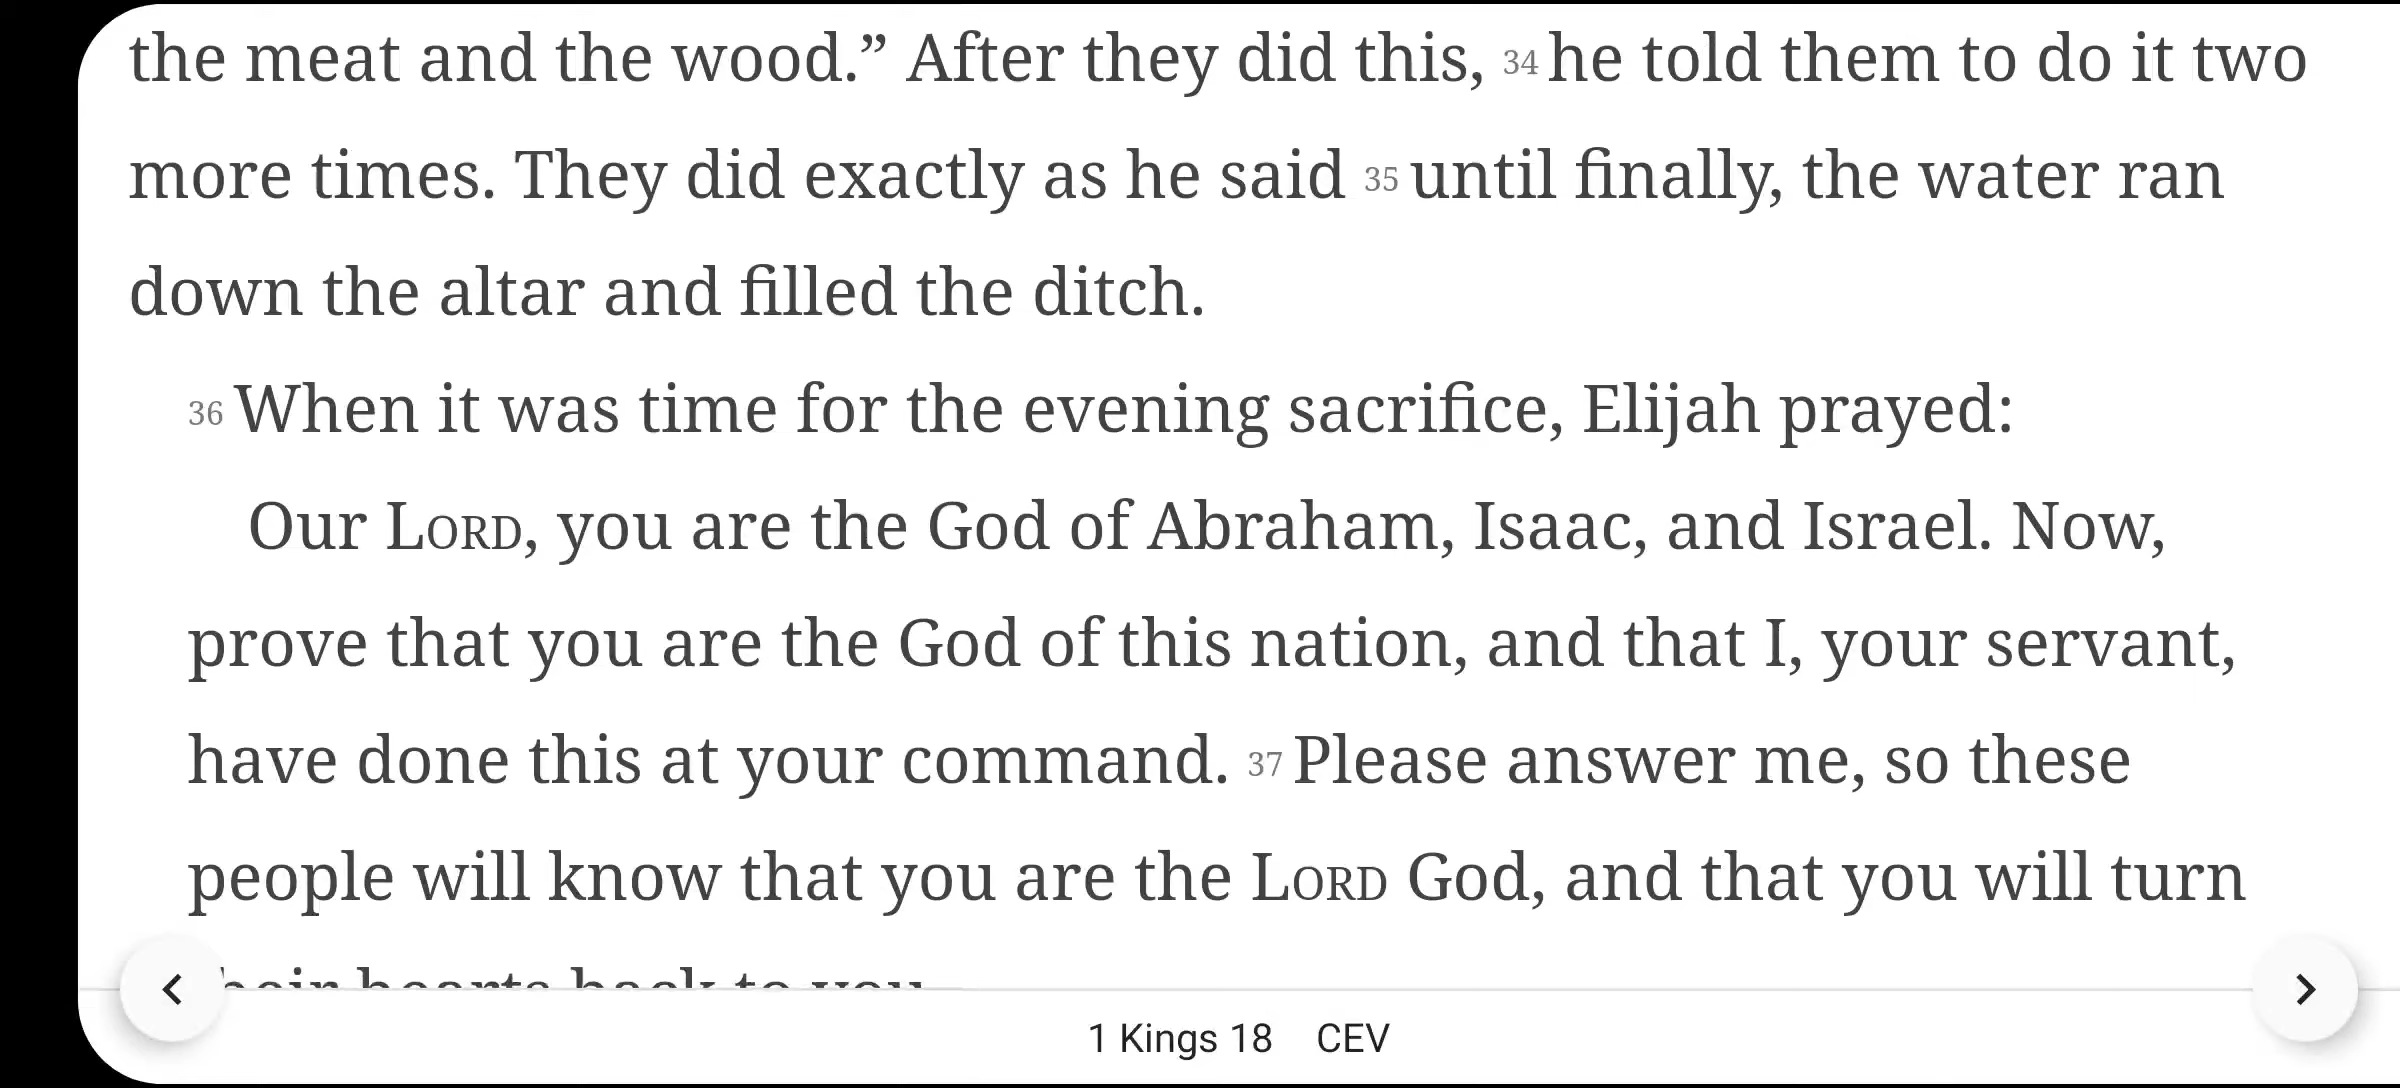 the meat and the wood.” After they did this, 34 he told them to do it two
more times. They did exactly as he said 35 until finally, the water ran
down the altar and filled the ditch.
36 When it was time for the evening sacrifice, Elijah prayed:
Our LORD, you are the God of Abraham, Isaac, and Israel. Now,
prove that you are the God of this nation, and that I, your servant,
have done this at your command. 37 Please answer me, so these
people will know that you are the LORD God, and that you will turn
hearts back to you
1 Kings 18 CEV